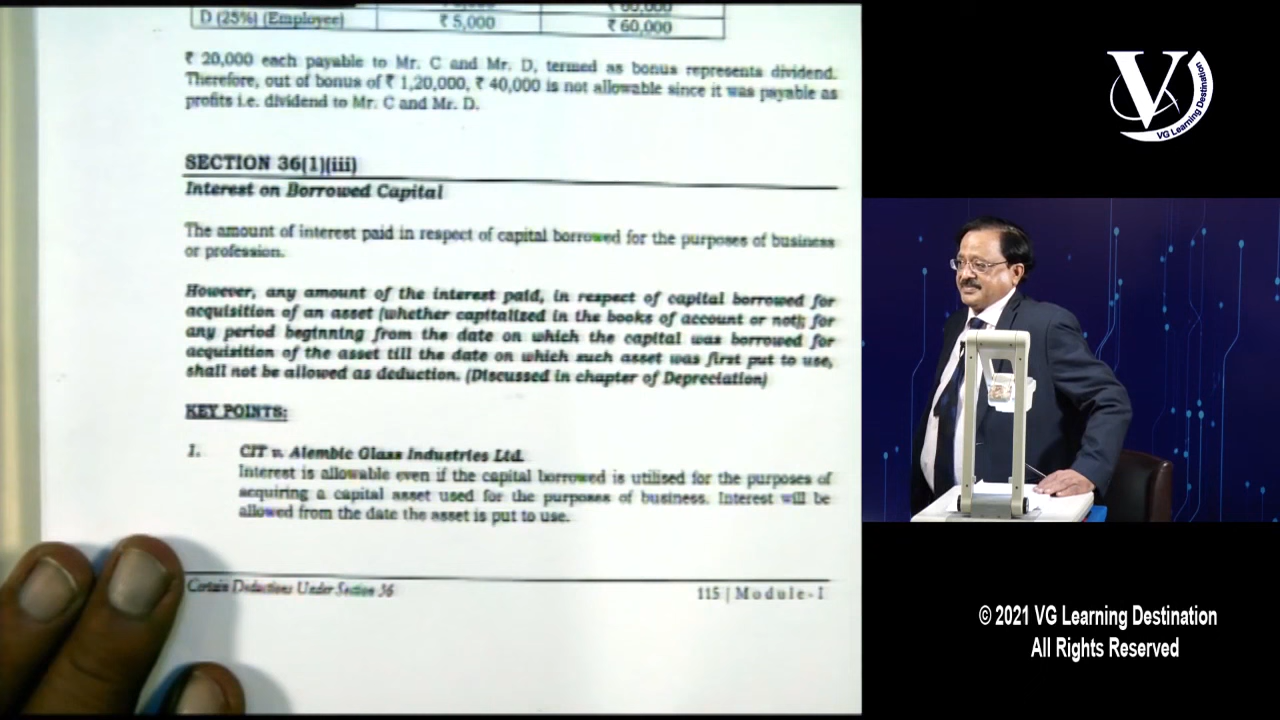 D (25%) (Employee) ₹ 5,000 ₹ 60,000
₹ 20,000 each payable to Mr. C and Mr. D, termed as bonus represents dividend.
Therefore, out of bonus of ₹ 1,20,000, ₹ 40,000 is not allowable since it was payable as
profits i.e. dividend to Mr. C and Mr. D.
SECTION 36(1)(iii)
Interest on Borrowed Capital
The amount of interest paid in respect of capital borrowed for the purposes of business
or profession.
However, any amount of the interest paid, in respect of capital borrowed for
acquisition of an asset (whether capitalized in the books of account or not); for
any period beginning from the date on which the capital was borrowed for
acquisition of the asset till the date on which such asset was first put to use,
shall not be allowed as deduction. (Discussed in chapter of Depreciation)
KEY POINTS:
1. CIT v. Alembic Glass Industries Ltd.
Interest is allowable even if the capital borrowed is utilised for the purposes of
acquiring a capital asset used for the purposes of business. Interest will be
allowed from the date the asset is put to use.
Certain Deductions Under Section 36 115 | Module-I
V
VG Learning Destination
© 2021 VG Learning Destination
All Rights Reserved